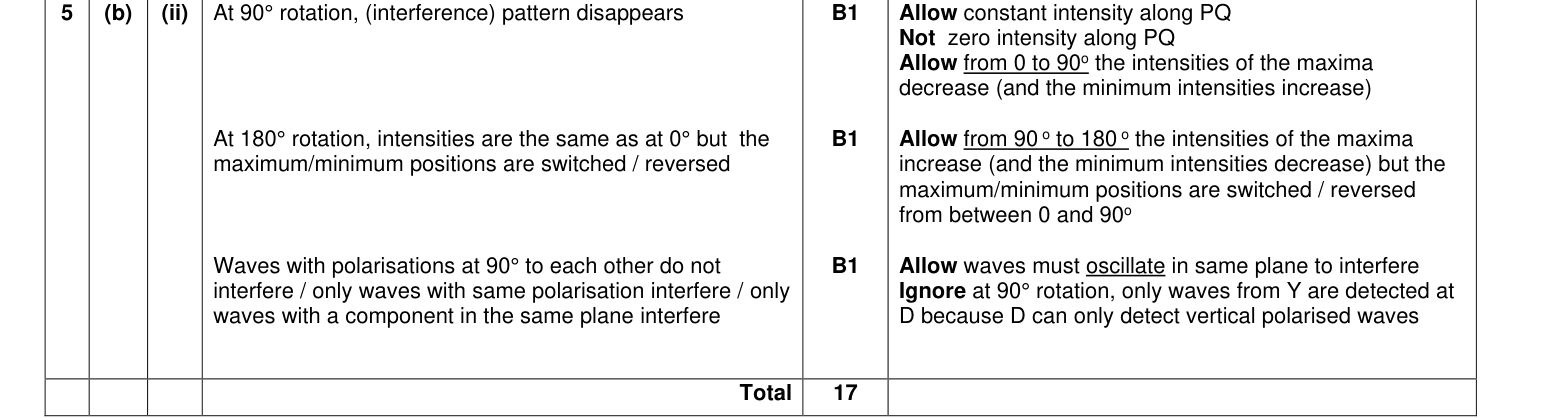 5 (b) (ii) At 90° rotation, (interference) pattern disappears B1 Allow constant intensity along PQ
Not zero intensity along PQ
Allow from 0 to 90º the intensities of the maxima
decrease (and the minimum intensities increase)
At 180° rotation, intensities are the same as at 0° but the B1 Allow from 90 º to 180 º the intensities of the maxima
maximum/minimum positions are switched / reversed increase (and the minimum intensities decrease) but the
maximum/minimum positions are switched / reversed
from between 0 and 90º
Waves with polarisations at 90° to each other do not B1 Allow waves must oscillate in same plane to interfere
interfere / only waves with same polarisation interfere / only Ignore at 90° rotation, only waves from Y are detected at
waves with a component in the same plane interfere D because D can only detect vertical polarised waves
Total 17